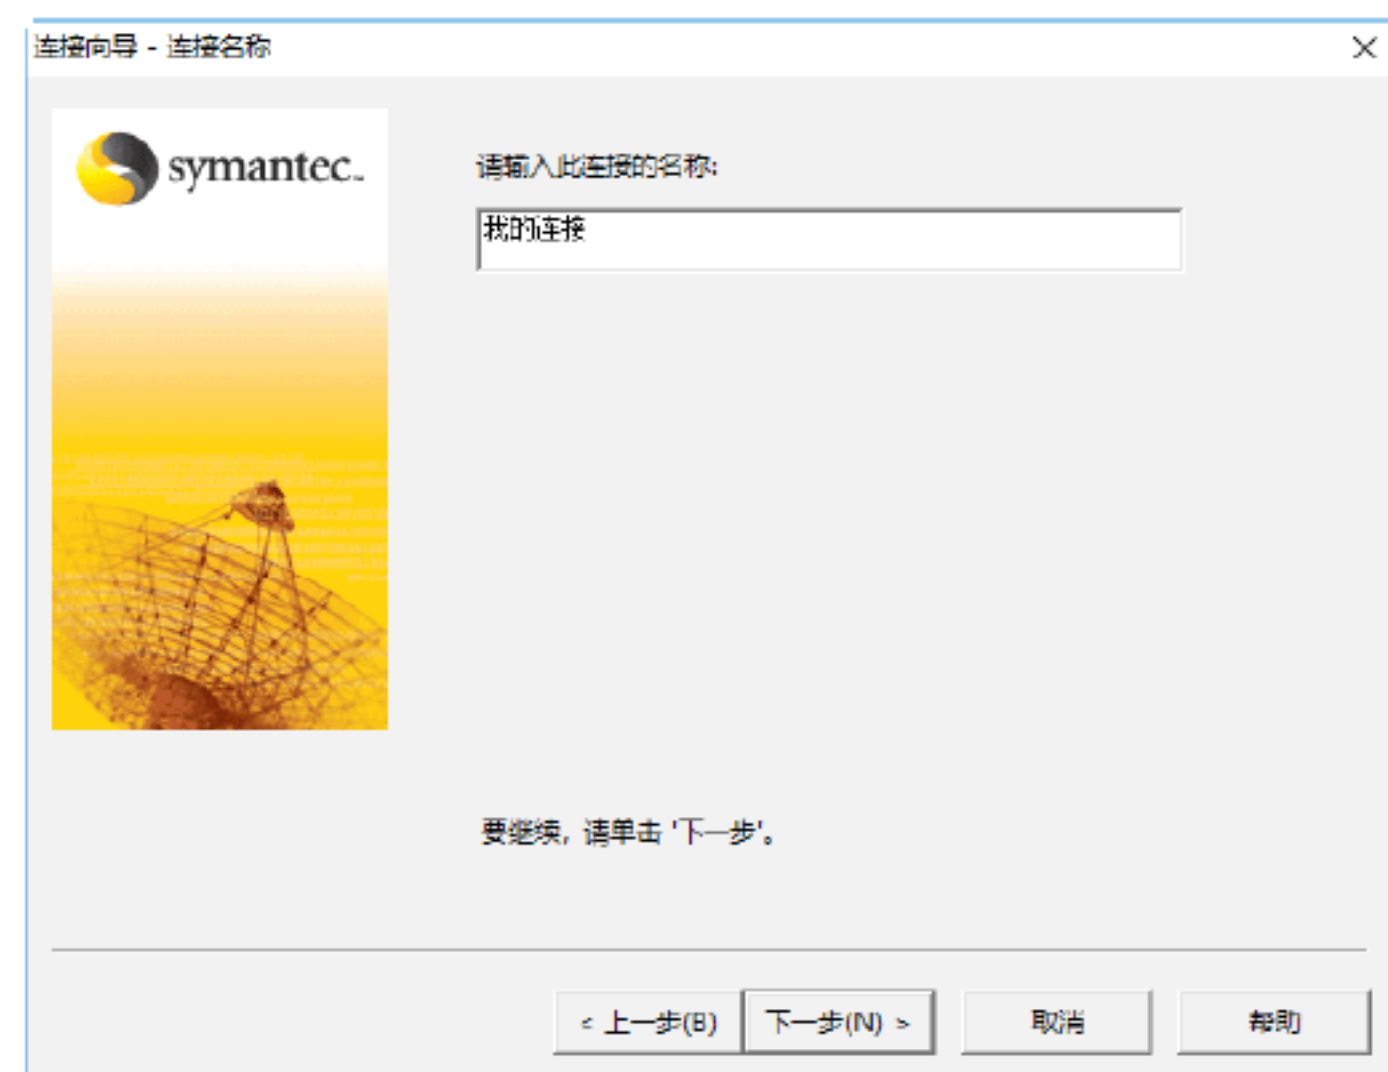 连接向导 - 连接名称
symantec.
请输入此连接的名称:
我的连接
要继续, 请单击 '下一步'。
< 上一步(B)
下一步(N) >
取消
帮助